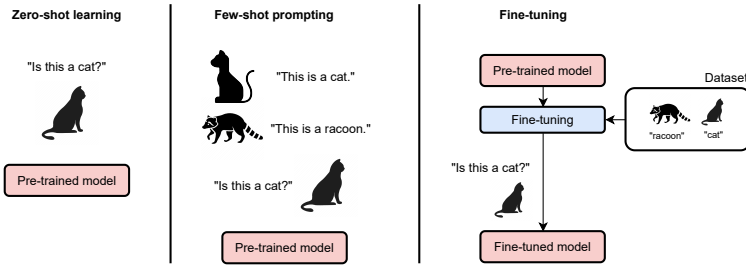 Zero-shot learning
"Is this a cat?"
Pre-trained model
Few-shot prompting
"This is a cat."
"This is a racoon."
"Is this a cat?"
Pre-trained model
Fine-tuning
Pre-trained model
Dataset
Fine-tuning
"racoon" "cat"
"Is this a cat?"
Fine-tuned model